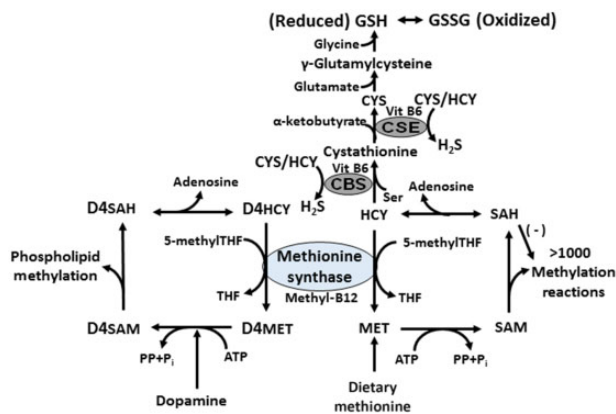 (Reduced) GSH ↔ GSSG (Oxidized)
Glycine
γ-Glutamylcysteine
Glutamate
CYS
Vit B6
CYS/HCY
α-ketobutyrate
CSE
H2S
Cystathionine
CYS/HCY
Vit B6
CBS
H2S
Ser
Adenosine
Adenosine
D4SAH
D4HCY
HCY
SAH
(-)
5-methylTHF
5-methylTHF
>1000
Methylation
reactions
Phospholipid
methylation
Methionine
synthase
Methyl-B12
THF
THF
D4SAM
D4MET
MET
SAM
PP+Pi
ATP
ATP
PP+Pi
Dopamine
Dietary
methionine